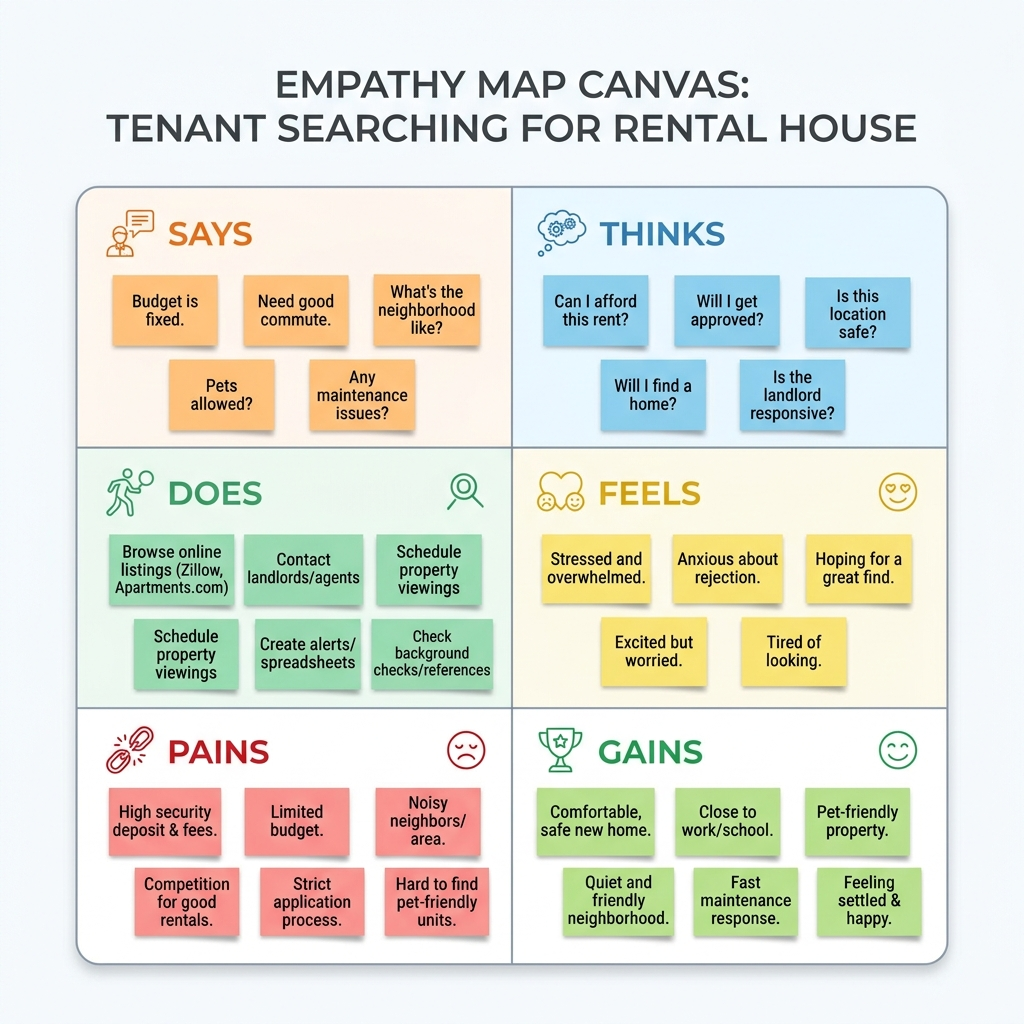 EMPATHY MAP CANVAS:
TENANT SEARCHING FOR RENTAL HOUSE
SAYS
Budget is
fixed.
Need good
commute.
What's the
neighborhood
like?
Pets
allowed?
Any
maintenance
issues?
THINKS
Can I afford
this rent?
Will I get
approved?
Is this
location
safe?
Will I find a
home?
Is the
landlord
responsive?
DOES
Browse online
listings (Zillow,
Apartments.com)
Contact
landlords/agents
Schedule
property
viewings
Schedule
property
viewings
Create alerts/
spreadsheets
Check
background
checks/references
FEELS
Stressed and
overwhelmed.
Anxious about
rejection.
Hoping for a
great find.
Excited but
worried.
Tired of
looking.
PAINS
High security
deposit & fees.
Limited
budget.
Noisy
neighbors/
area.
Competition
for good
rentals.
Strict
application
process.
Hard to find
pet-friendly
units.
GAINS
Comfortable,
safe new home.
Close to
work/school.
Pet-friendly
property.
Quiet and
friendly
neighborhood.
Fast
maintenance
response.
Feeling
settled &
happy.